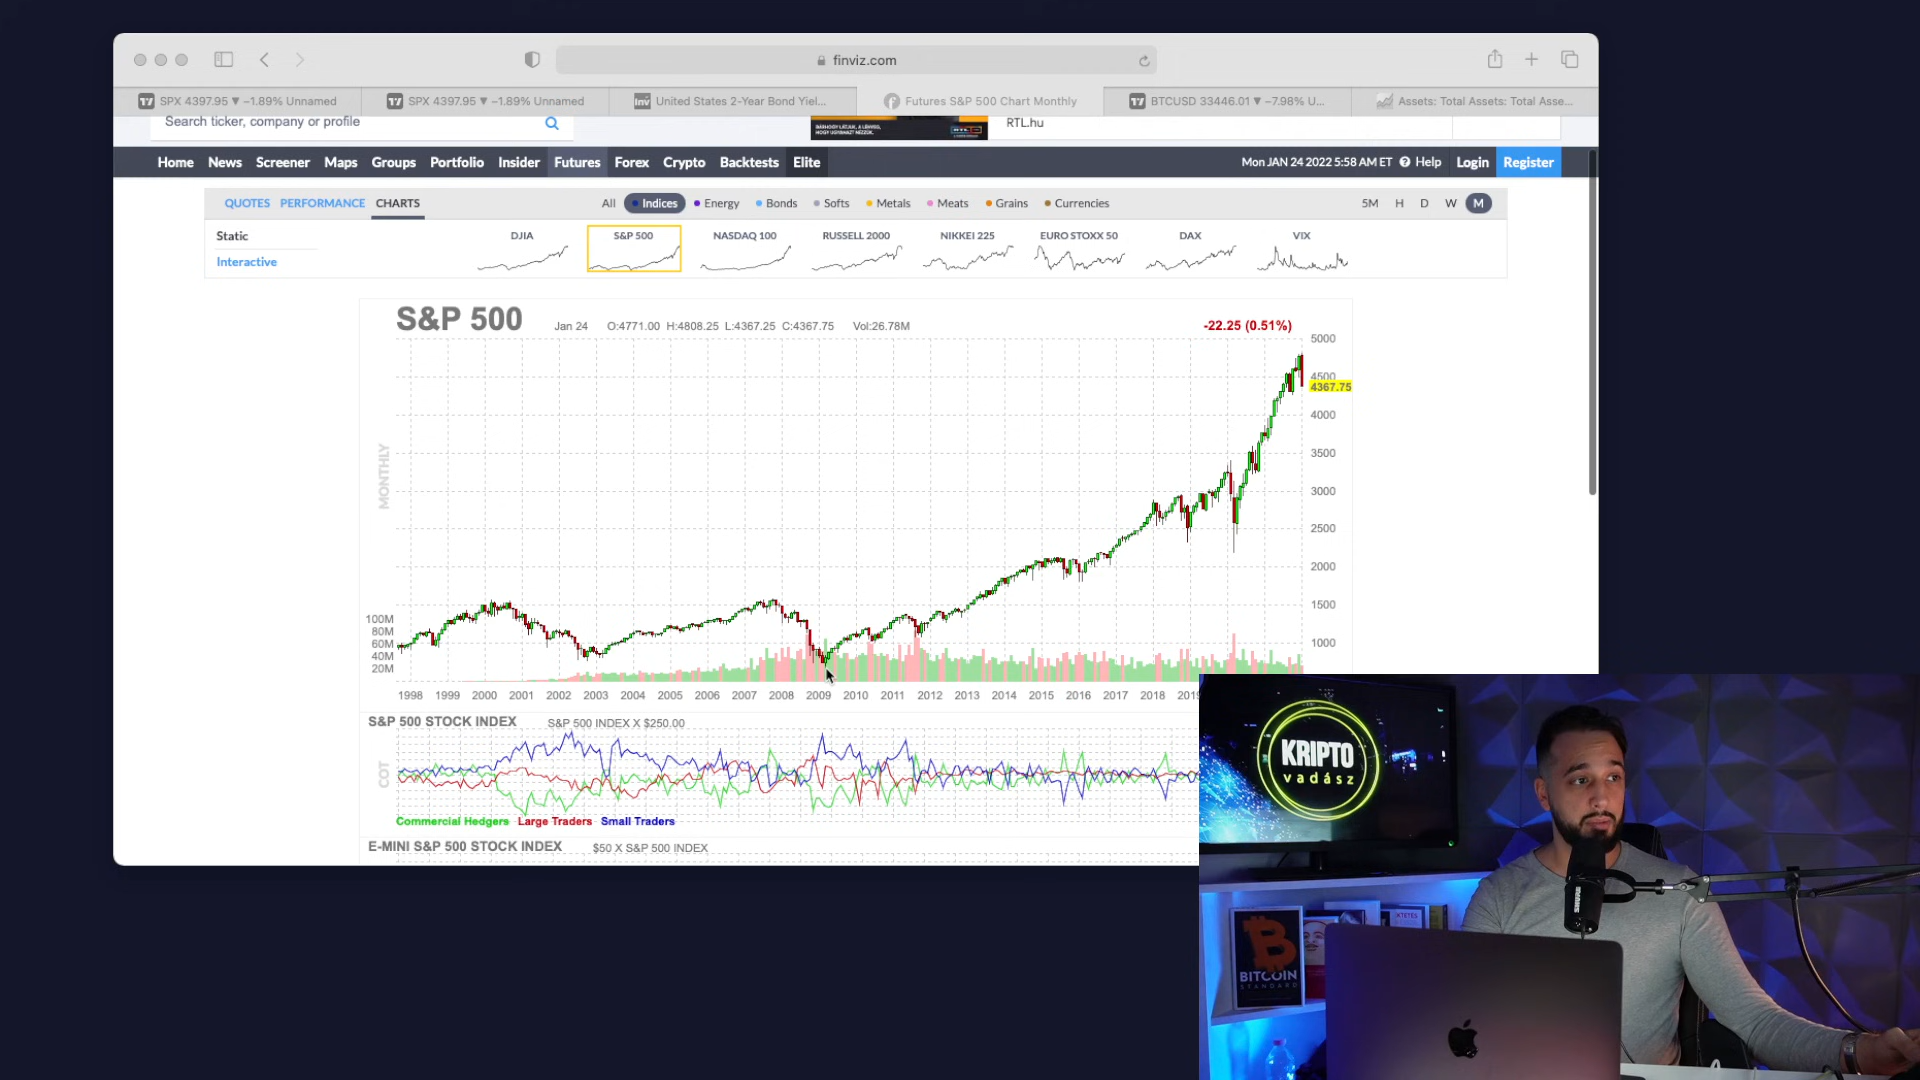 finviz.com
SPX 4397.95 ▼ −1.89% Unnamed
SPX 4397.95 ▼ −1.89% Unnamed
United States 2-Year Bond Yiel...
Futures S&P 500 Chart Monthly
BTCUSD 33446.01 ▼ −7.98% U...
Assets: Total Assets: Total Asse...
Search ticker, company or profile
RTL.hu
Home News Screener Maps Groups Portfolio Insider Futures Forex Crypto Backtests Elite
Mon JAN 24 2022 5:58 AM ET Help Login Register
QUOTES PERFORMANCE CHARTS
All Indices Energy Bonds Softs Metals Meats Grains Currencies
5M H D W M
Static
Interactive
DJIA S&P 500 NASDAQ 100 RUSSELL 2000 NIKKEI 225 EURO STOXX 50 DAX VIX
S&P 500 Jan 24 O:4771.00 H:4808.25 L:4367.25 C:4367.75 Vol:26.78M -22.25 (0.51%)
5000
4500
4367.75
4000
3500
3000
2500
2000
1500
1000
MONTHLY
100M
80M
60M
40M
20M
1998 1999 2000 2001 2002 2003 2004 2005 2006 2007 2008 2009 2010 2011 2012 2013 2014 2015 2016 2017 2018 2019
S&P 500 STOCK INDEX S&P 500 INDEX X $250.00
COT
Commercial Hedgers Large Traders Small Traders
E-MINI S&P 500 STOCK INDEX $50 X S&P 500 INDEX
KRIPTO
vadász
SHURE
BITCOIN
STANDARD